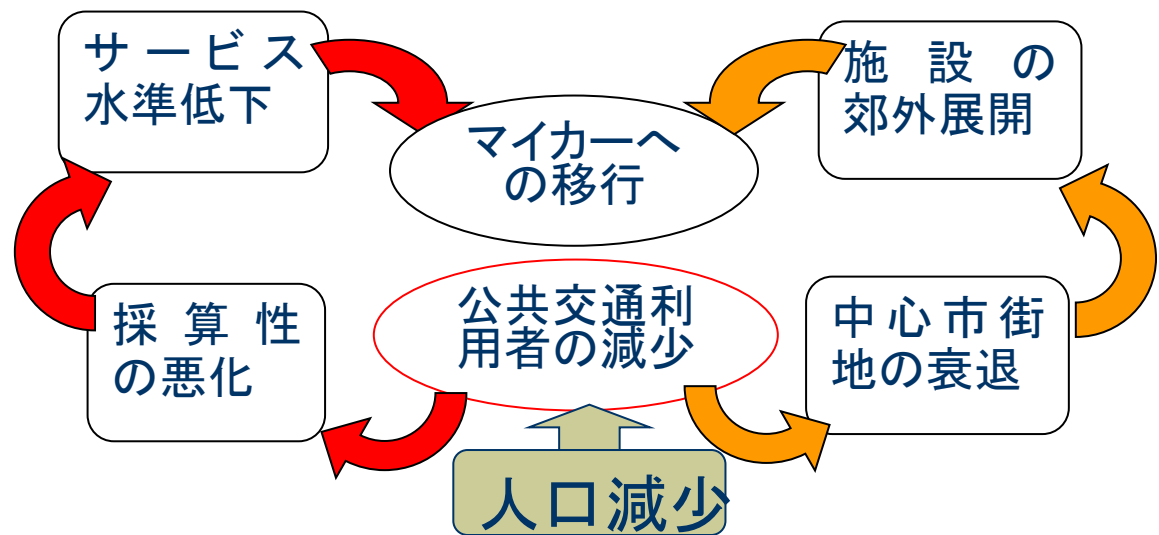 サービス
水準低下
施設の
郊外展開
マイカーへ
の移行
公共交通利
用者の減少
採算性
の悪化
中心市街
地の衰退
人口減少